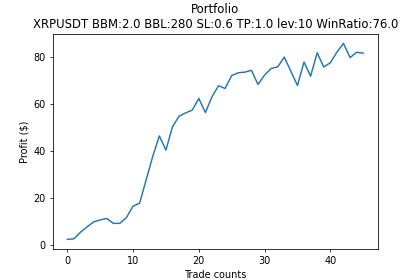 Portfolio
XRPUSDT BBM:2.0 BBL:280 SL:0.6 TP:1.0 lev:10 WinRatio:76.0
80
60
40
20
0
Profit ($)
0 10 20 30 40
Trade counts